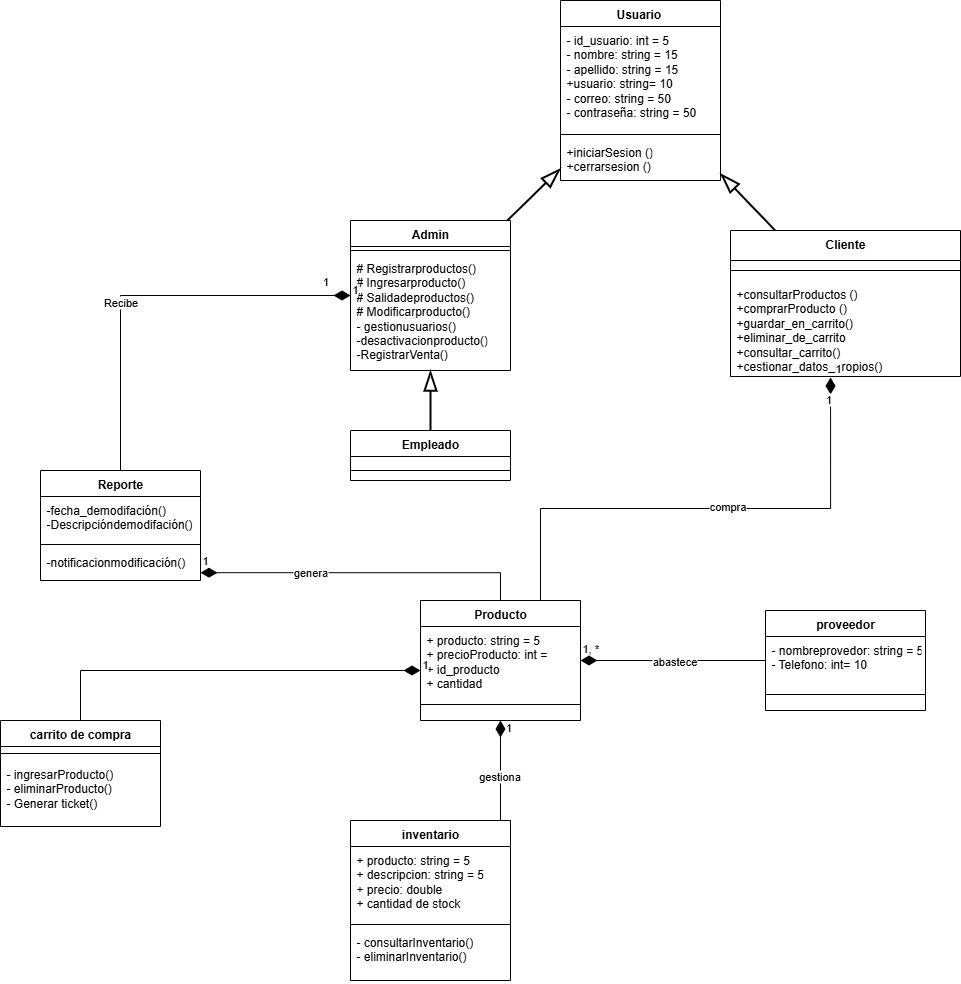 Usuario
- id_usuario: int = 5
- nombre: string = 15
- apellido: string = 15
+usuario: string= 10
- correo: string = 50
- contraseña: string = 50
+iniciarSesion ()
+cerrarsesion ()
Admin
# Registrarproductos()
# Ingresarproducto()
# Salidadeproductos()
# Modificarproducto()
- gestionusuarios()
-desactivacionproducto()
-RegistrarVenta()
Cliente
+consultarProductos ()
+comprarProducto ()
+guardar_en_carrito()
+eliminar_de_carrito
+consultar_carrito()
+cestionar_datos_1ropios()
1
1
Recibe
1
Empleado
compra
Reporte
-fecha_demodifación()
-Descripcióndemodifación()
-notificacionmodificación()
1
genera
Producto
+ producto: string = 5
+ precioProducto: int =
+ id_producto
+ cantidad
1
1, *
abastece
proveedor
- nombreprovedor: string = 5
- Telefono: int= 10
carrito de compra
- ingresarProducto()
- eliminarProducto()
- Generar ticket()
1
gestiona
inventario
+ producto: string = 5
+ descripcion: string = 5
+ precio: double
+ cantidad de stock
- consultarInventario()
- eliminarInventario()